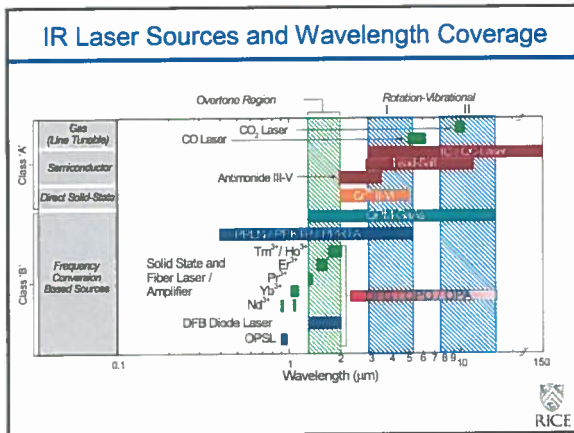 IR Laser Sources and Wavelength Coverage
Overtone Region
Rotation-Vibrational
I
II
Class 'A'
Gas
(Line Tunable)
CO₂ Laser
CO Laser
Semiconductor
Antimonide III-V
Direct Solid-State
Class 'B'
Frequency
Conversion
Based Sources
Solid State and
Fiber Laser /
Amplifier
Tm³⁺ / Ho³⁺
Er³⁺
Pr³⁺
Yb³⁺
Nd³⁺
DFB Diode Laser
OPSL
0.1
1
2
3
4
5
6
7
8
9
10
150
Wavelength (µm)
RICE